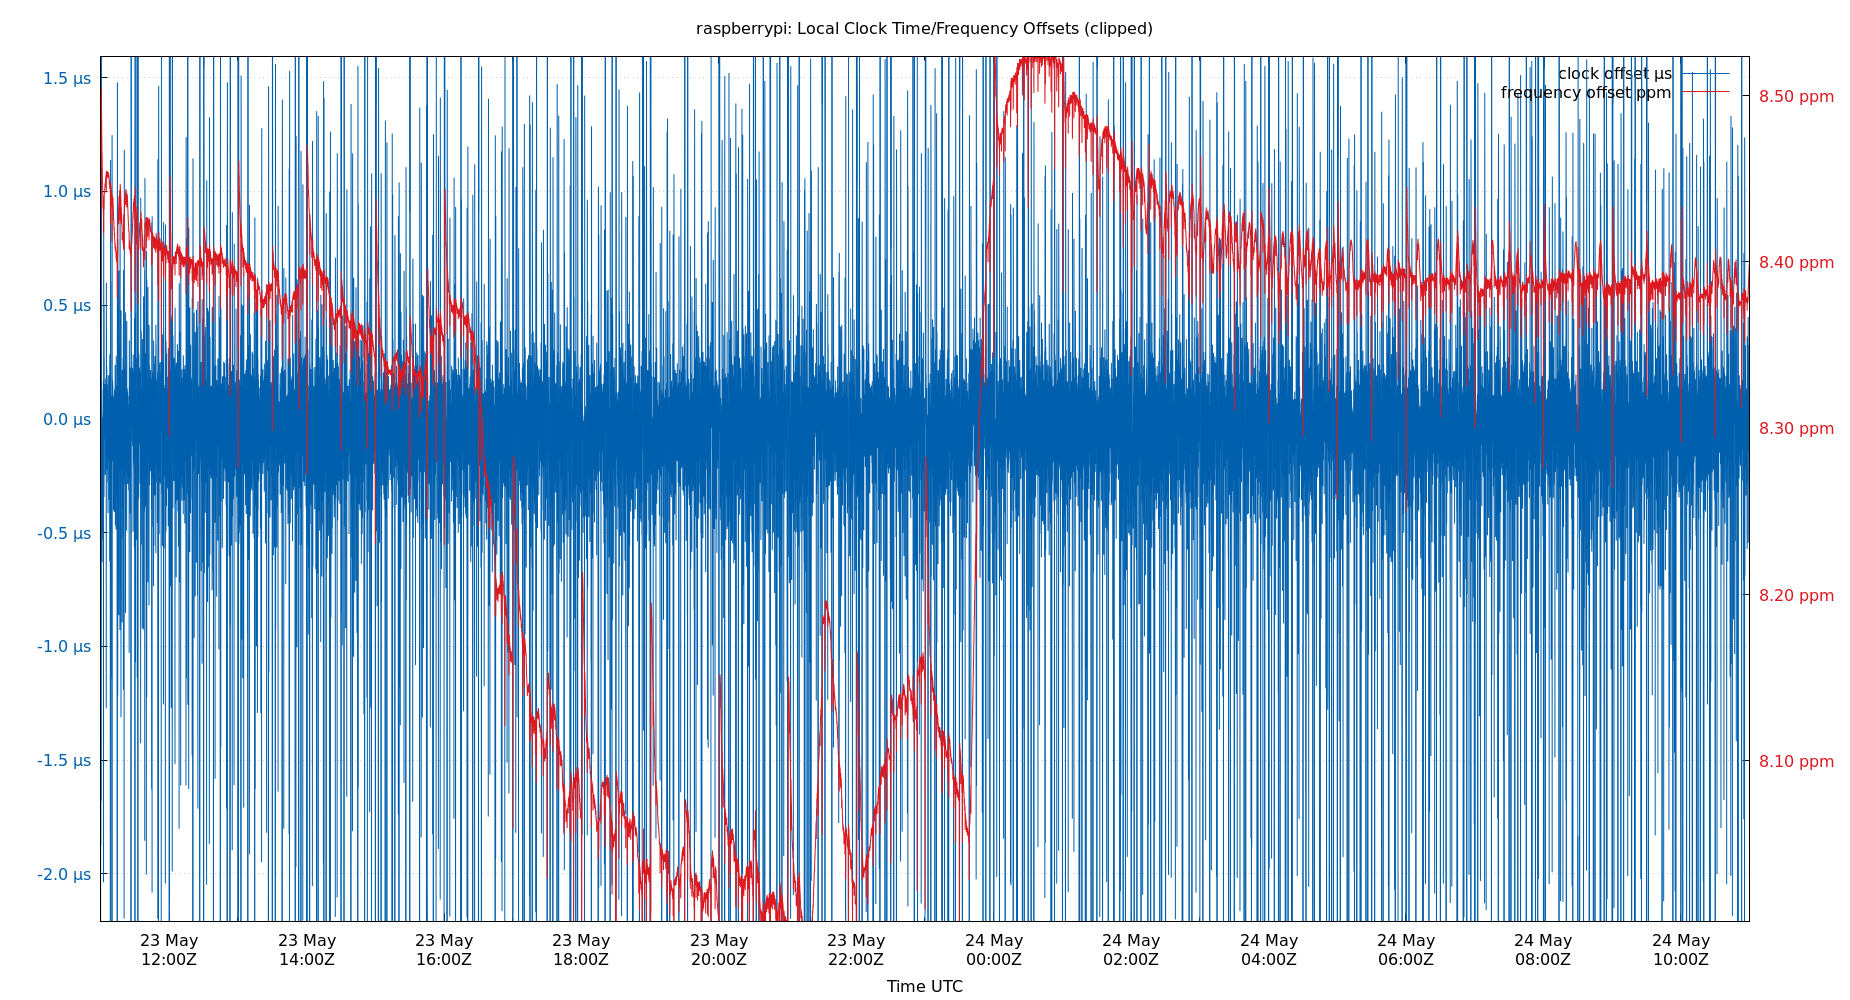 raspberrypi: Local Clock Time/Frequency Offsets (clipped)
clock offset µs
frequency offset ppm
1.5 µs
1.0 µs
0.5 µs
0.0 µs
-0.5 µs
-1.0 µs
-1.5 µs
-2.0 µs
8.50 ppm
8.40 ppm
8.30 ppm
8.20 ppm
8.10 ppm
23 May
12:00Z
23 May
14:00Z
23 May
16:00Z
23 May
18:00Z
23 May
20:00Z
23 May
22:00Z
24 May
00:00Z
24 May
02:00Z
24 May
04:00Z
24 May
06:00Z
24 May
08:00Z
24 May
10:00Z
Time UTC